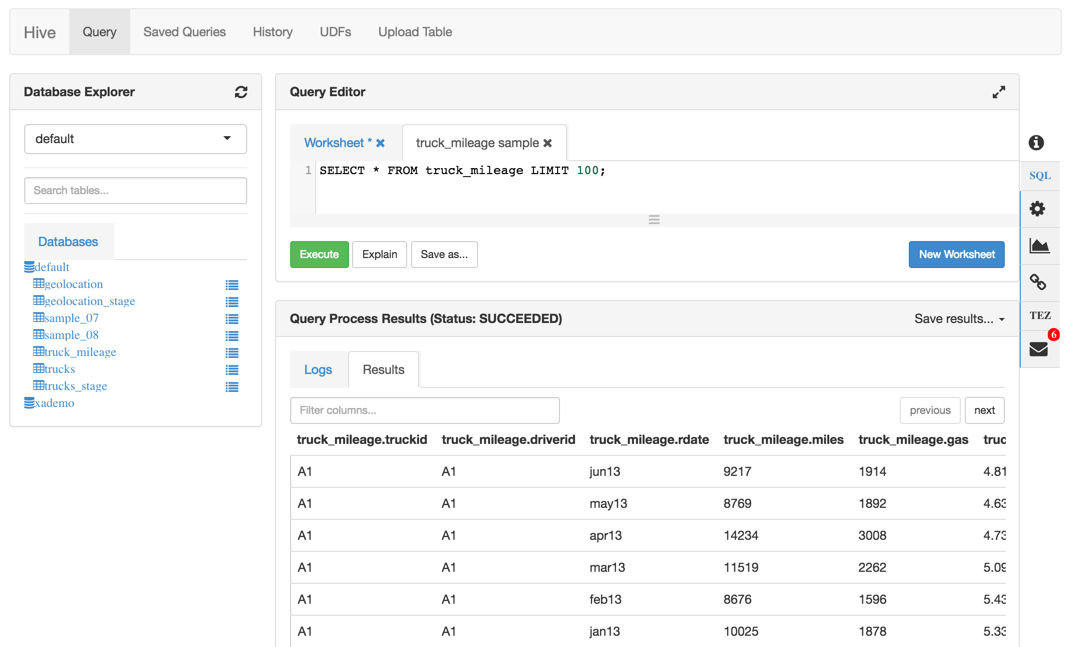 Hive Query Saved Queries History UDFs Upload Table
Database Explorer
default
Search tables...
Databases
default
geolocation
geolocation_stage
sample_07
sample_08
truck_mileage
trucks
trucks_stage
xademo
Query Editor
Worksheet * truck_mileage sample
1 SELECT * FROM truck_mileage LIMIT 100;
Execute Explain Save as... New Worksheet
Query Process Results (Status: SUCCEEDED) Save results...
Logs Results
Filter columns... previous next
truck_mileage.truckid truck_mileage.driverid truck_mileage.rdate truck_mileage.miles truck_mileage.gas truc
A1 A1 jun13 9217 1914 4.81
A1 A1 may13 8769 1892 4.63
A1 A1 apr13 14234 3008 4.73
A1 A1 mar13 11519 2262 5.09
A1 A1 feb13 8676 1596 5.43
A1 A1 jan13 10025 1878 5.33
SQL
TEZ
6